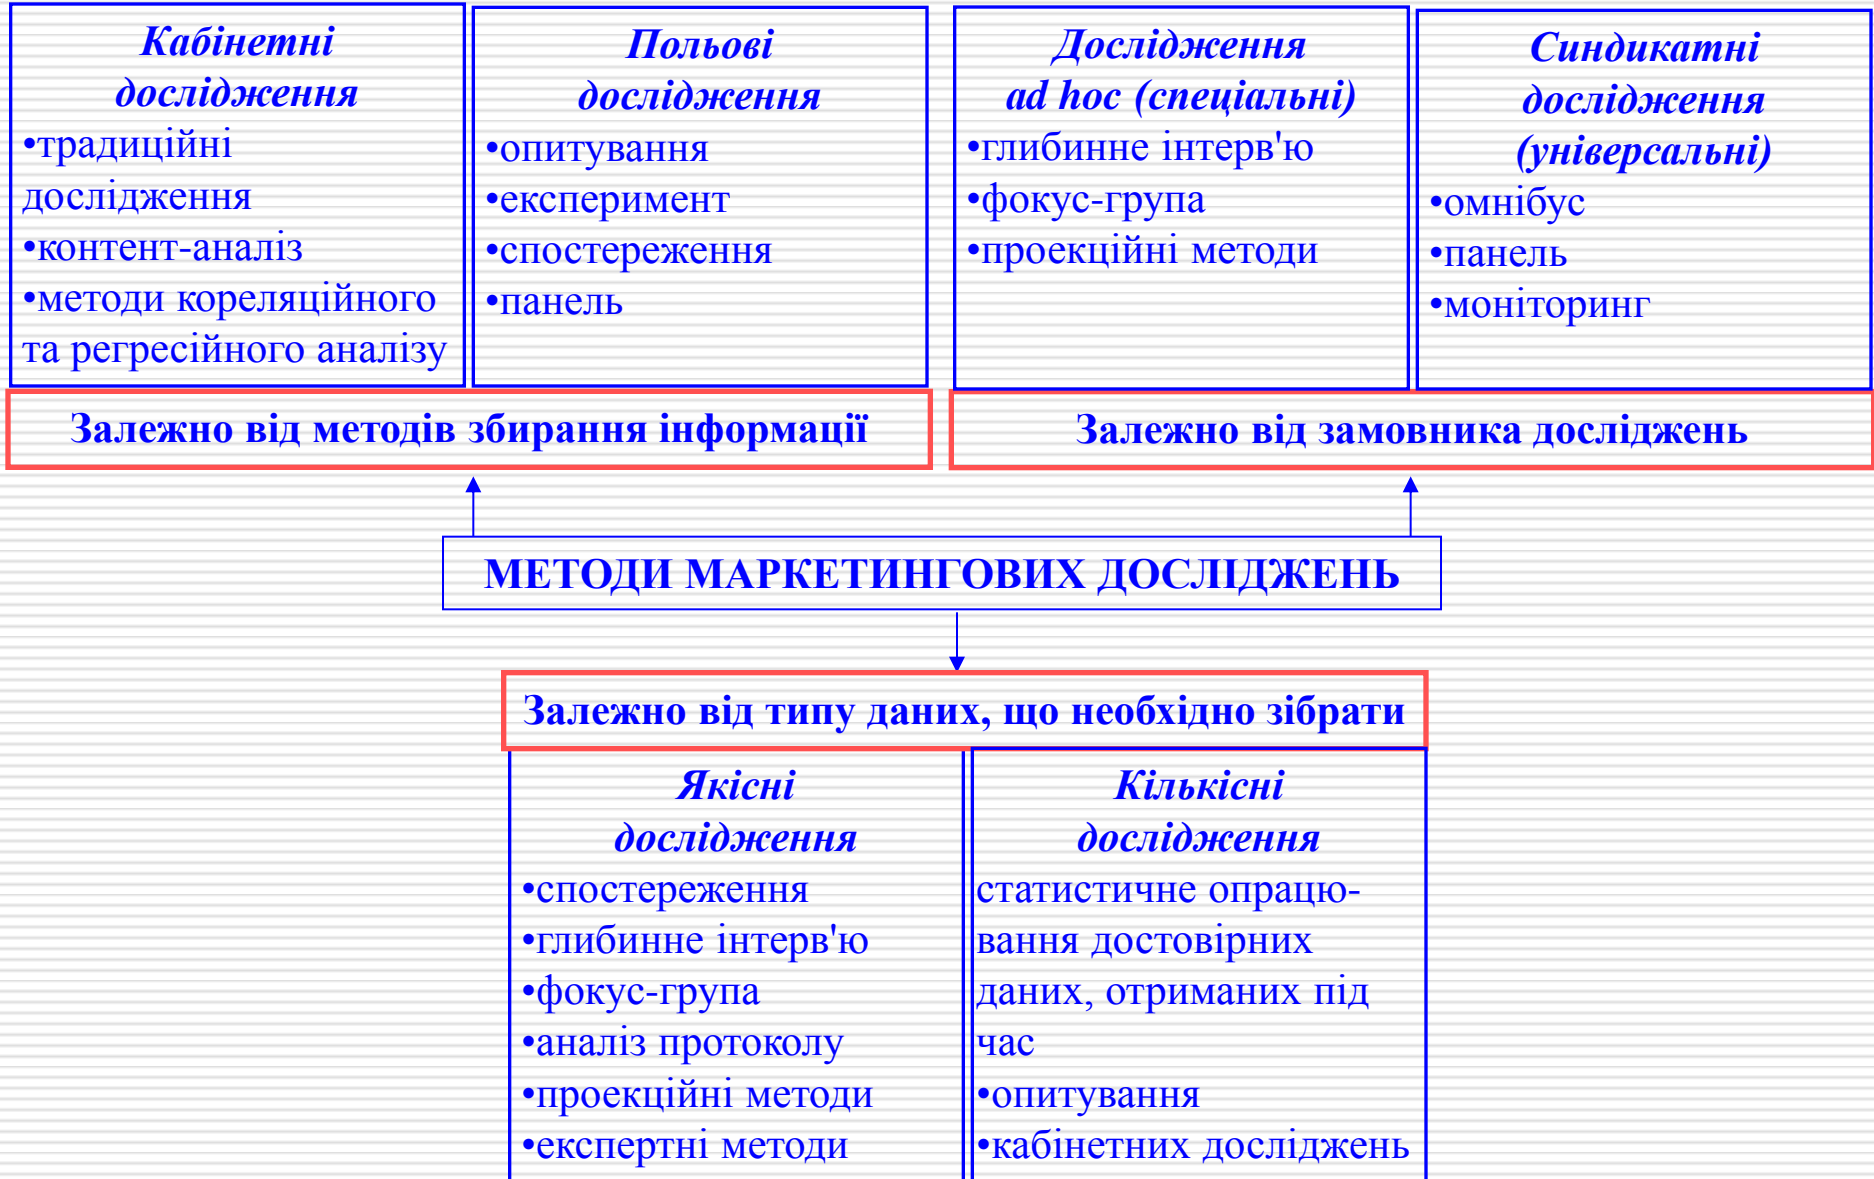 Кабінетні
дослідження
•традиційні
дослідження
•контент-аналіз
•методи кореляційного
та регресійного аналізу
Польові
дослідження
•опитування
•експеримент
•спостереження
•панель
Дослідження
ad hoc (спеціальні)
•глибинне інтерв'ю
•фокус-група
•проекційні методи
Синдикатні
дослідження
(універсальні)
•омнібус
•панель
•моніторинг
Залежно від методів збирання інформації
Залежно від замовника досліджень
МЕТОДИ МАРКЕТИНГОВИХ ДОСЛІДЖЕНЬ
Залежно від типу даних, що необхідно зібрати
Якісні
дослідження
•спостереження
•глибинне інтерв'ю
•фокус-група
•аналіз протоколу
•проекційні методи
•експертні методи
Кількісні
дослідження
статистичне опрацю-
вання достовірних
даних, отриманих під
час
•опитування
•кабінетних досліджень